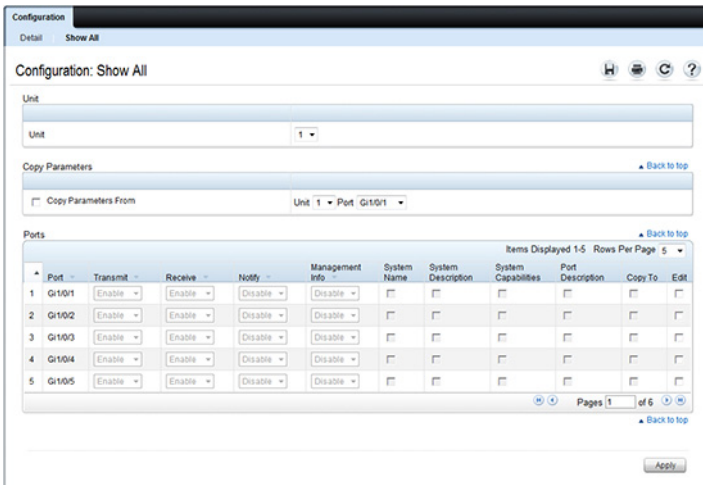 Configuration
Detail Show All
Configuration: Show All
?
Unit
Unit 1
Copy Parameters Back to top
Copy Parameters From Unit 1 Port Gi1/0/1
Ports Back to top
Items Displayed 1-5 Rows Per Page 5
Port Transmit Receive Notify Management Info System Name System Description System Capabilities Port Description Copy To Edit
1 Gi1/0/1 Enable Enable Disable Disable
2 Gi1/0/2 Enable Enable Disable Disable
3 Gi1/0/3 Enable Enable Disable Disable
4 Gi1/0/4 Enable Enable Disable Disable
5 Gi1/0/5 Enable Enable Disable Disable
Pages 1 of 6
Back to top
Apply